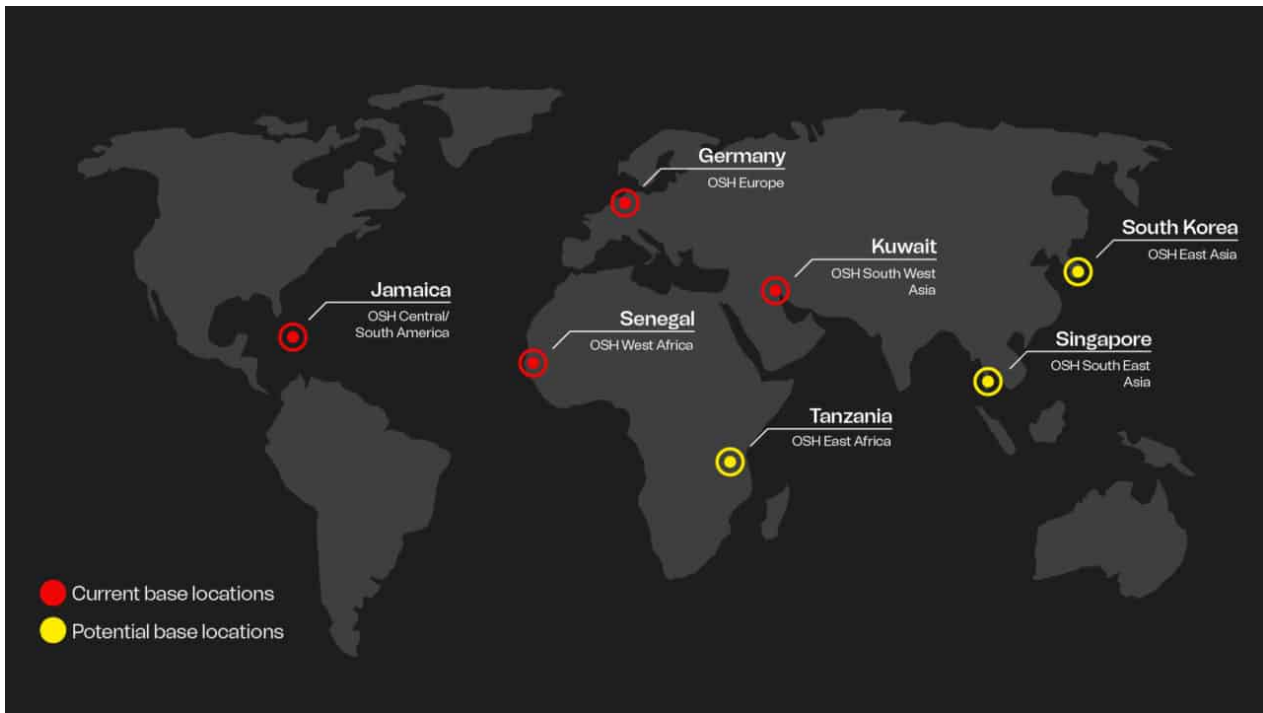 Germany
OSH Europe
South Korea
OSH East Asia
Kuwait
OSH South West
Asia
Jamaica
OSH Central/
South America
Senegal
OSH West Africa
Singapore
OSH South East
Asia
Tanzania
OSH East Africa
Current base locations
Potential base locations